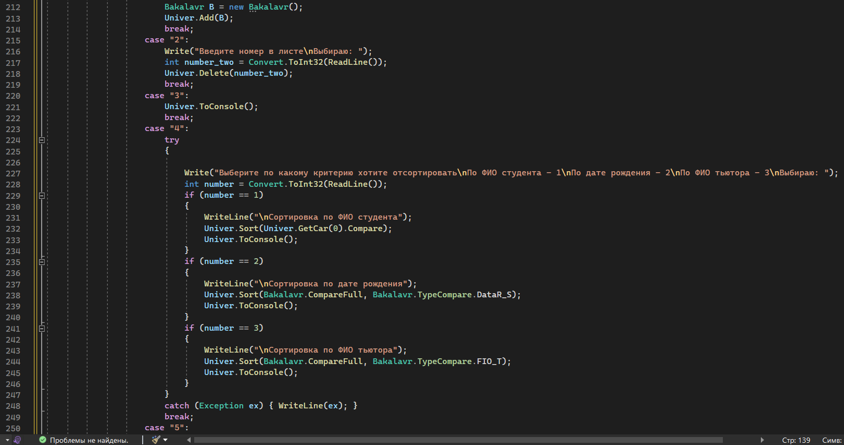 212 Bakalavr B = new Bakalavr();
213 Univer.Add(B);
214 break;
215 case "2":
216 Write("Введите номер в листе\nВыбираю: ");
217 int number_two = Convert.ToInt32(ReadLine());
218 Univer.Delete(number_two);
219 break;
220 case "3":
221 Univer.ToConsole();
222 break;
223 case "4":
224 try
225 {
226
227 Write("Выберите по какому критерию хотите отсортировать\nПо ФИО студента - 1\nПо дате рождения - 2\nПо ФИО тьютора - 3\nВыбираю: ");
228 int number = Convert.ToInt32(ReadLine());
229 if (number == 1)
230 {
231 WriteLine("\nСортировка по ФИО студента");
232 Univer.Sort(Univer.GetCar(0).Compare);
233 Univer.ToConsole();
234 }
235 if (number == 2)
236 {
237 WriteLine("\nСортировка по дате рождения");
238 Univer.Sort(Bakalavr.CompareFull, Bakalavr.TypeCompare.DataR_S);
239 Univer.ToConsole();
240 }
241 if (number == 3)
242 {
243 WriteLine("\nСортировка по ФИО тьютора");
244 Univer.Sort(Bakalavr.CompareFull, Bakalavr.TypeCompare.FIO_T);
245 Univer.ToConsole();
246 }
247 }
248 catch (Exception ex) { WriteLine(ex); }
249 break;
250 case "5":
Проблемы не найдены. Стр: 139 Симв: